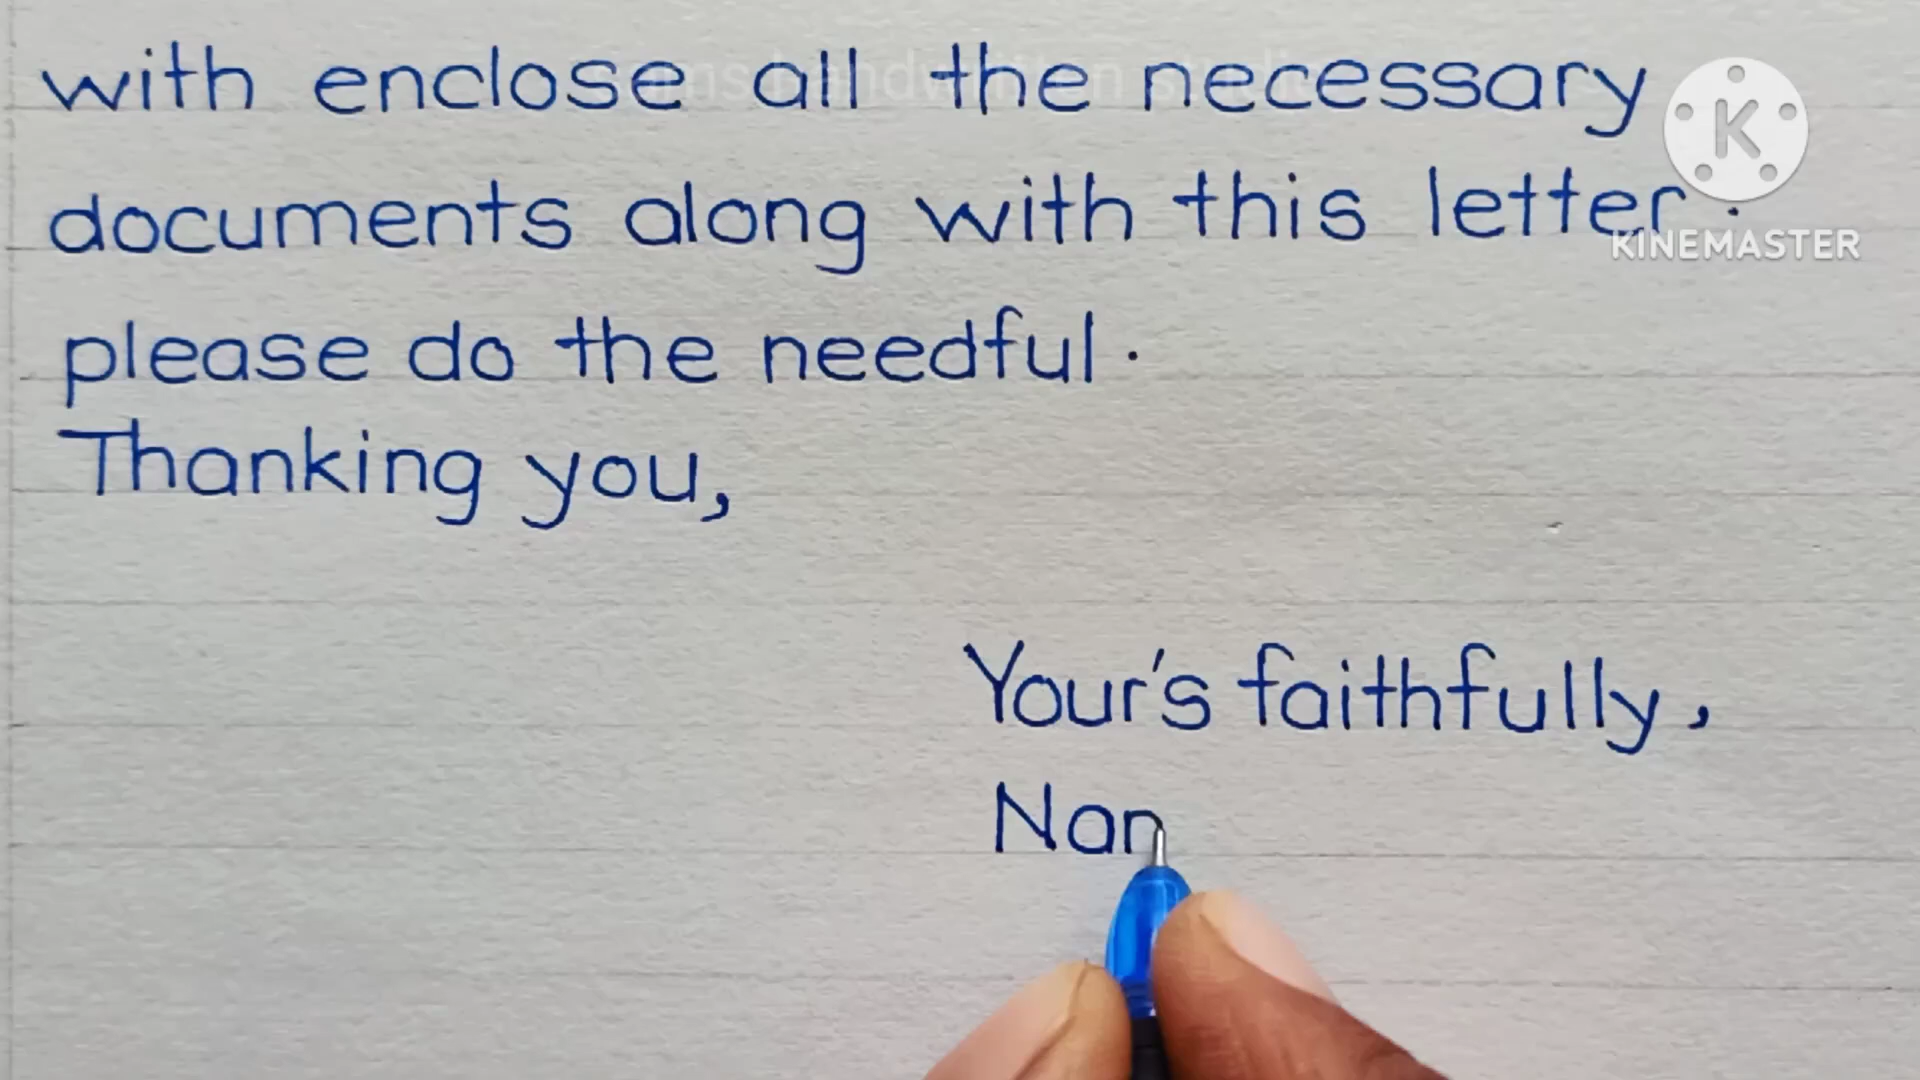 with enclose all the necessary
documents along with this letter.
please do the needful.
Thanking you,
Your's faithfully,
Nan
K
KINEMASTER